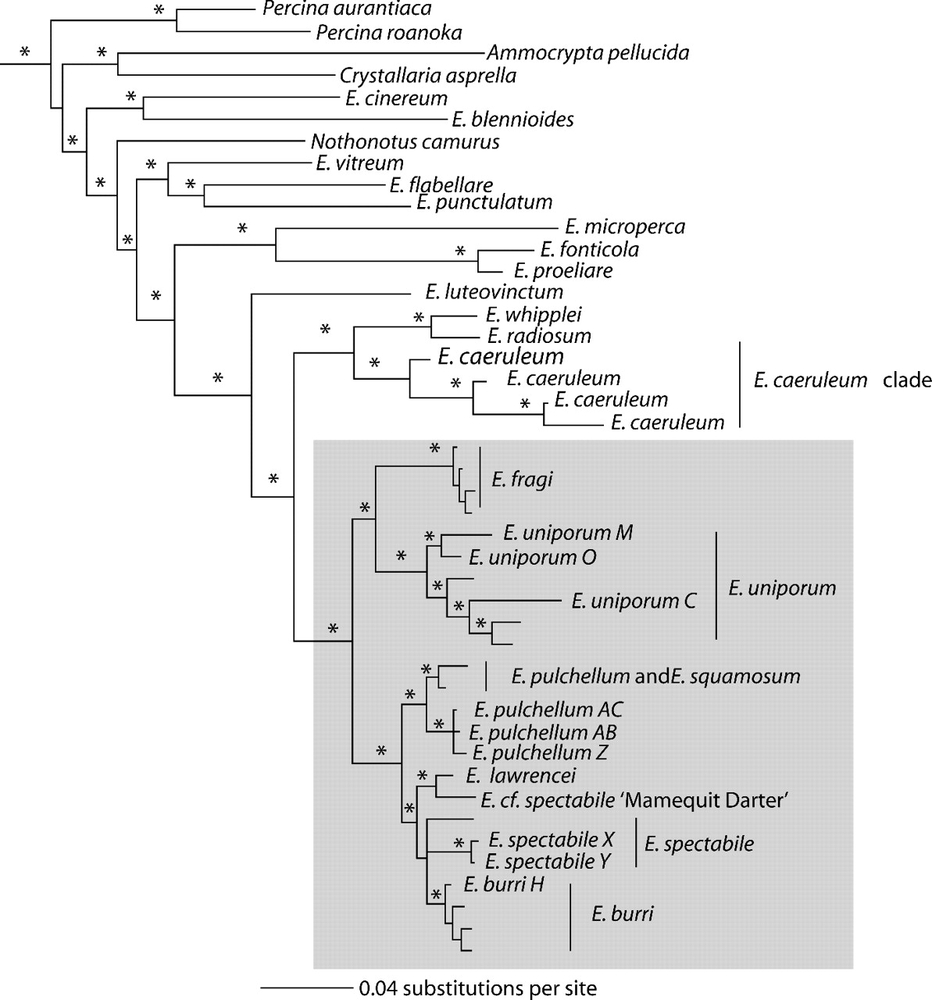 Percina aurantiaca
*
Percina roanoka
*
*
Ammocrypta pellucida
Crystallaria asprella
*
E. cinereum
E. blennioides
*
Nothonotus camurus
*
E. vitreum
*
*
E. flabellare
E. punctulatum
*
E. microperca
*
*
E. fonticola
E. proeliare
*
E. luteovinctum
*
E. whipplei
*
E. radiosum
*
E. caeruleum
*
*
E. caeruleum
E. caeruleum clade
*
E. caeruleum
E. caeruleum
*
*
E. fragi
*
*
E. uniporum M
*
E. uniporum O
*
E. uniporum
*
E. uniporum C
*
*
*
E. pulchellum andE. squamosum
*
E. pulchellum AC
*
E. pulchellum AB
*
E. pulchellum Z
*
E. lawrencei
*
E. cf. spectabile ‘Mamequit Darter’
*
E. spectabile X
E. spectabile
E. spectabile Y
*
E. burri H
E. burri
0.04 substitutions per site